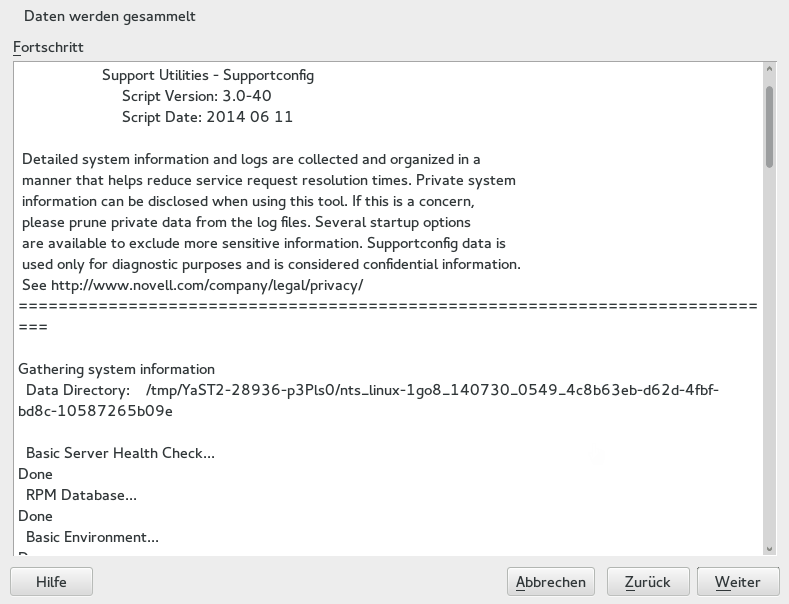 Daten werden gesammelt
Fortschritt
Support Utilities - Supportconfig
Script Version: 3.0-40
Script Date: 2014 06 11
Detailed system information and logs are collected and organized in a
manner that helps reduce service request resolution times. Private system
information can be disclosed when using this tool. If this is a concern,
please prune private data from the log files. Several startup options
are available to exclude more sensitive information. Supportconfig data is
used only for diagnostic purposes and is considered confidential information.
See http://www.novell.com/company/legal/privacy/
==========================================================================
===
Gathering system information
Data Directory: /tmp/YaST2-28936-p3Pls0/nts_linux-1go8_140730_0549_4c8b63eb-d62d-4fbf-
bd8c-10587265b09e
Basic Server Health Check...
Done
RPM Database...
Done
Basic Environment...
Hilfe
Abbrechen
Zurück
Weiter